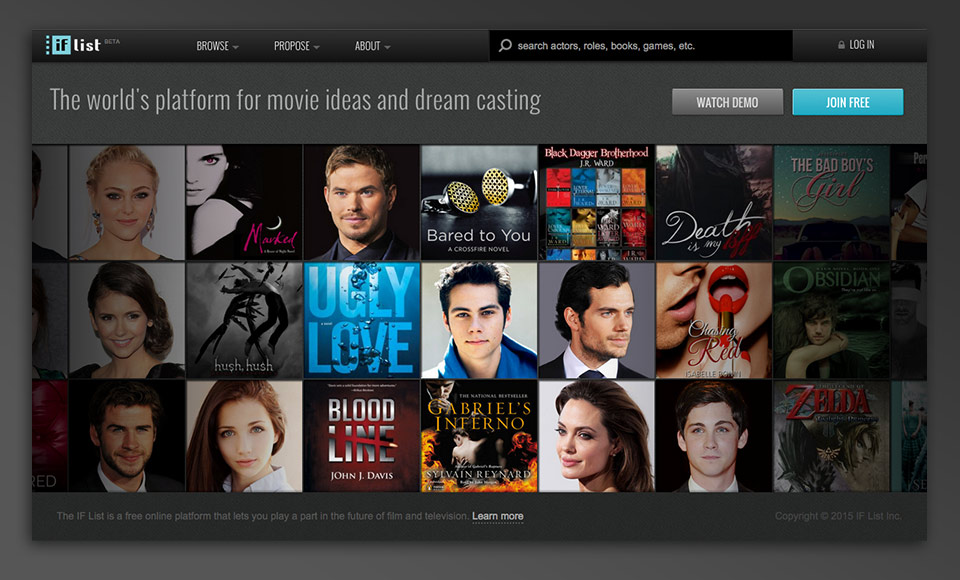 if list BETA
BROWSE
PROPOSE
ABOUT
search actors, roles, books, games, etc.
LOG IN
The world's platform for movie ideas and dream casting
WATCH DEMO
JOIN FREE
Marked
Bared to You
A CROSSFIRE NOVEL
Black Dagger Brotherhood
J.R. WARD
Death
is my
BFF
THE BAD BOY'S
Girl
hush, hush
UGLY
LOVE
a novel
Chasing
Red
ISABELLE RONIN
OBSIDIAN
RED
BLOOD
LINE
JOHN J. DAVIS
THE NATIONAL BESTSELLER
GABRIEL'S
INFERNO
SYLVAIN REYNARD
ZELDA
The IF List is a free online platform that lets you play a part in the future of film and television. Learn more
Copyright © 2015 IF List Inc.